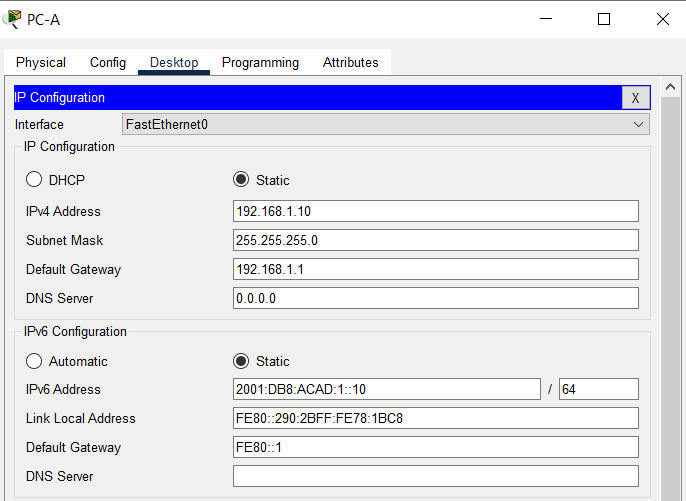 PC-A
Physical Config Desktop Programming Attributes
IP Configuration X
Interface FastEthernet0
IP Configuration
DHCP Static
IPv4 Address 192.168.1.10
Subnet Mask 255.255.255.0
Default Gateway 192.168.1.1
DNS Server 0.0.0.0
IPv6 Configuration
Automatic Static
IPv6 Address 2001:DB8:ACAD:1::10 / 64
Link Local Address FE80::290:2BFF:FE78:1BC8
Default Gateway FE80::1
DNS Server